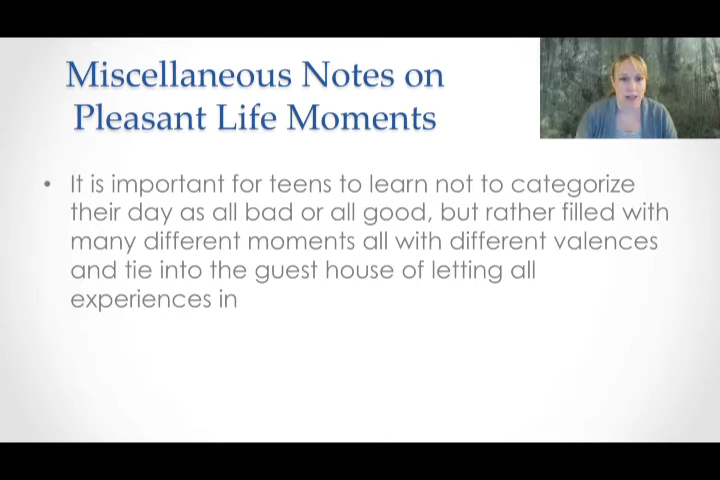 Miscellaneous Notes on
Pleasant Life Moments
• It is important for teens to learn not to categorize
their day as all bad or all good, but rather filled with
many different moments all with different valences
and tie into the guest house of letting all
experiences in